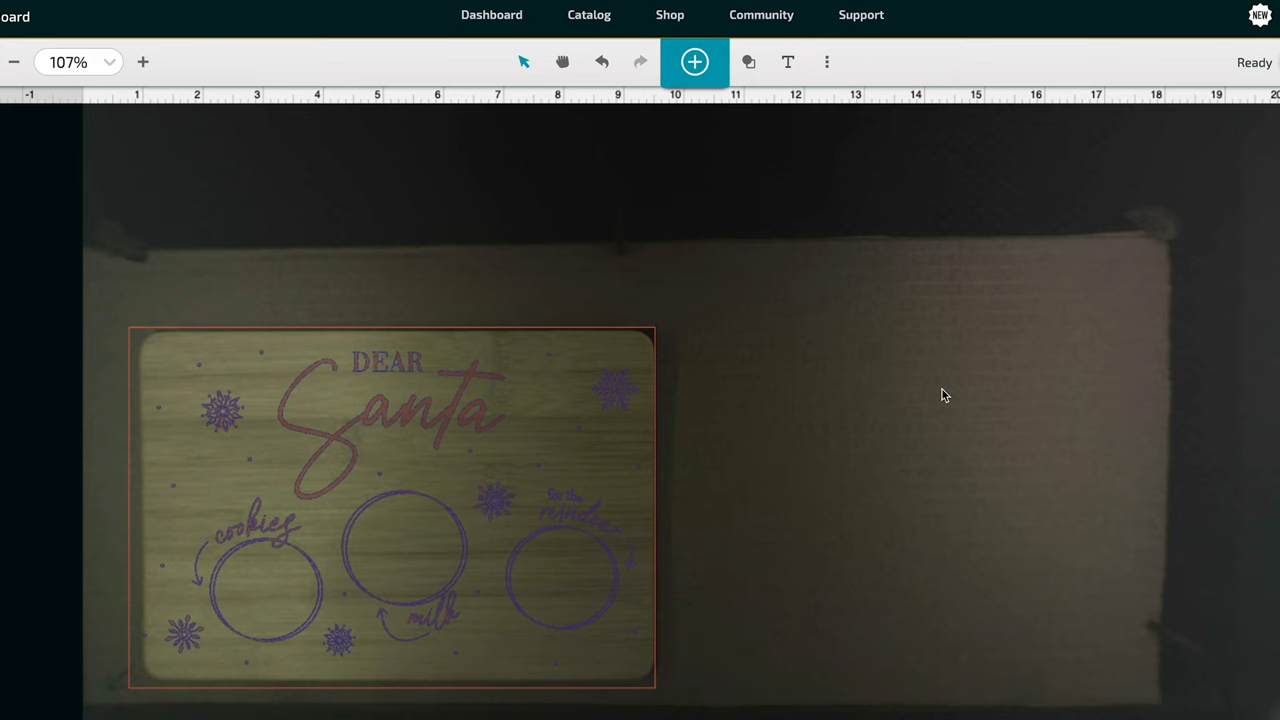 oard
Dashboard Catalog Shop Community Support
NEW
107%
T
Ready
-1 1 2 3 4 5 6 7 8 9 10 11 12 13 14 15 16 17 18 19 20
DEAR
Santa
for the
cookies
milk